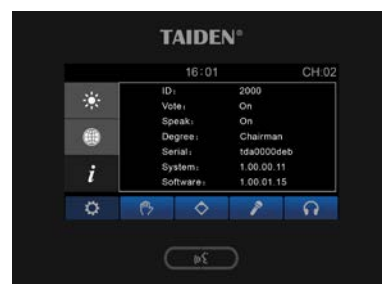 TAIDEN®
16:01 CH:02
ID: 2000
Vote: On
Speak: On
Degree: Chairman
Serial: tda0000deb
System: 1.00.00.11
Software: 1.00.01.15